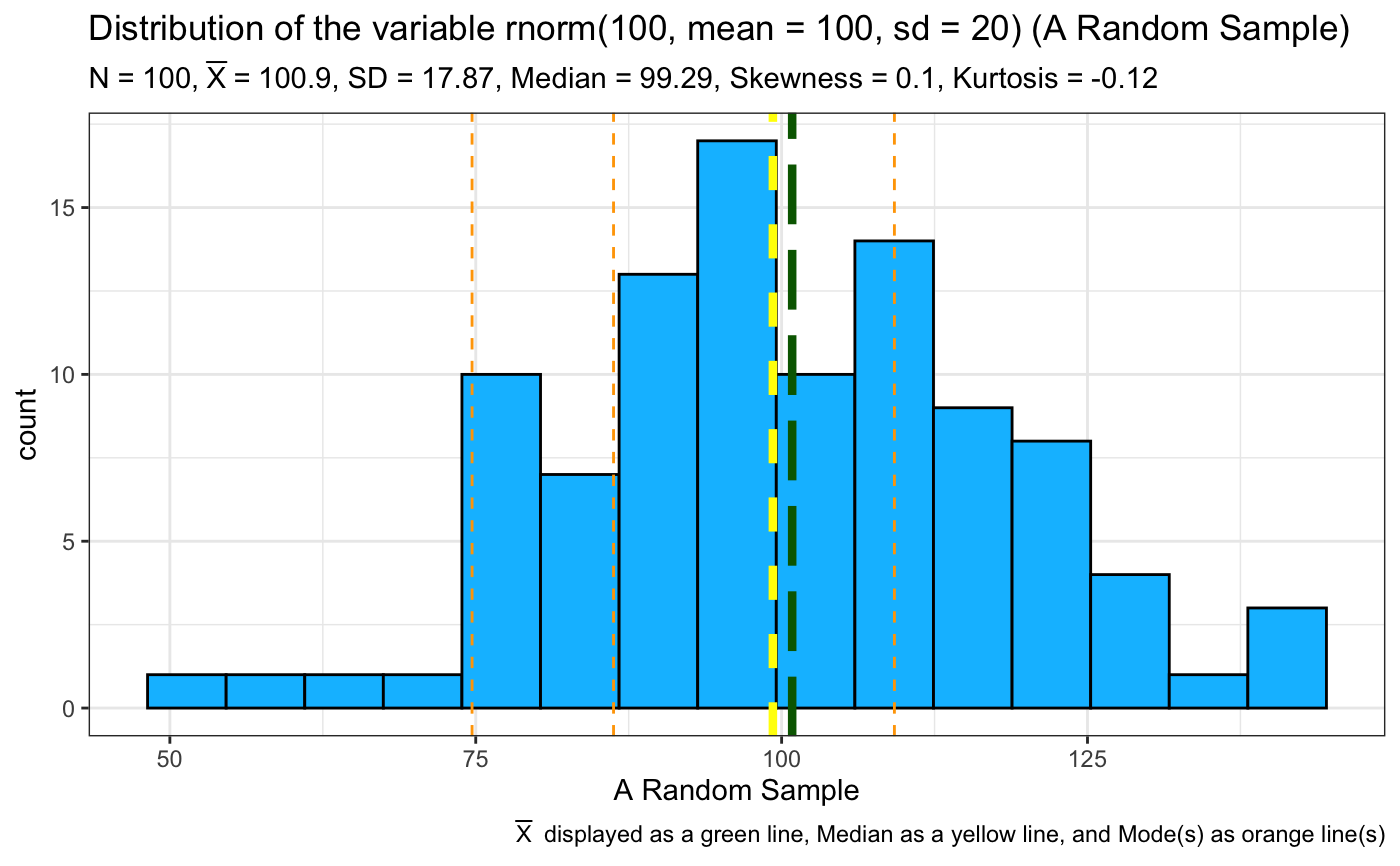 Distribution of the variable rnorm(100, mean = 100, sd = 20) (A Random Sample)
N = 100, X̅ = 100.9, SD = 17.87, Median = 99.29, Skewness = 0.1, Kurtosis = -0.12
15
10
5
0
count
50 75 100 125
A Random Sample
X̅ displayed as a green line, Median as a yellow line, and Mode(s) as orange line(s)